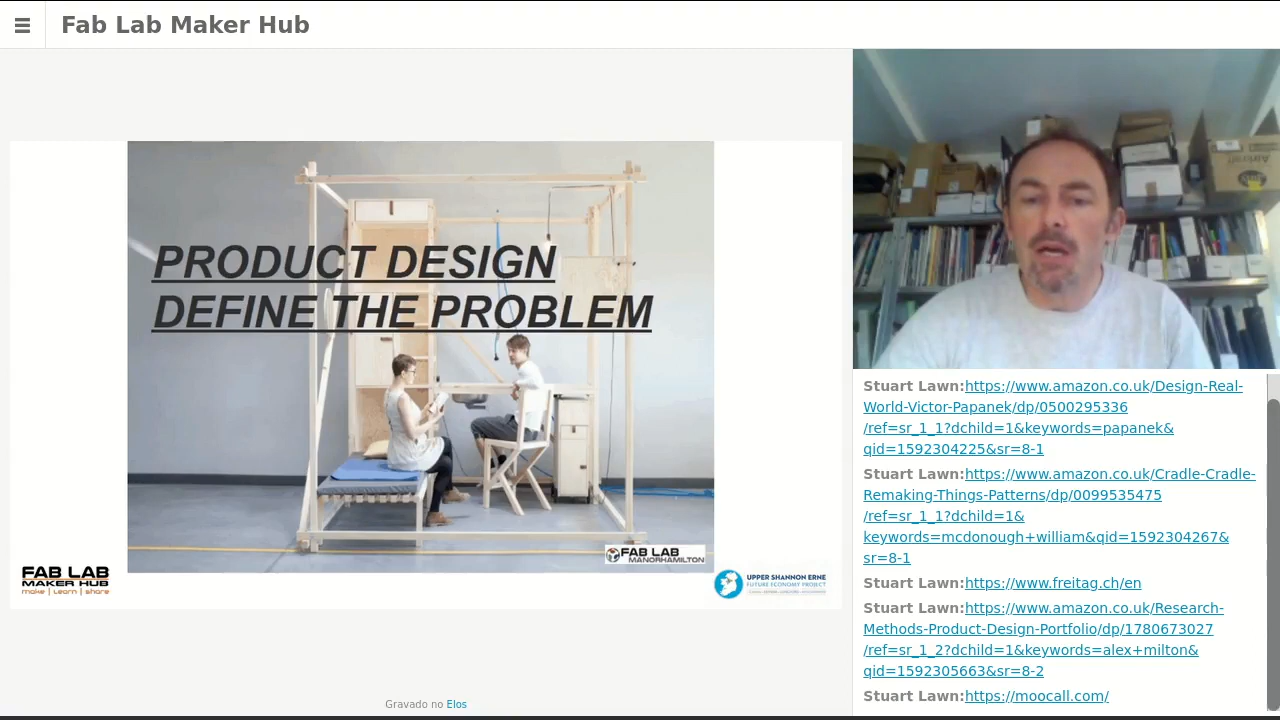 Fab Lab Maker Hub
PRODUCT DESIGN
DEFINE THE PROBLEM
FAB LAB
MANORHAMILTON
FAB LAB
MAKER HUB
make | Learn | share
UPPER SHANNON ERNE
FUTURE ECONOMY PROJECT
Gravado no Elos
Stuart Lawn:https://www.amazon.co.uk/Design-Real-
World-Victor-Papanek/dp/0500295336
/ref=sr_1_1?dchild=1&keywords=papanek&
qid=1592304225&sr=8-1
Stuart Lawn:https://www.amazon.co.uk/Cradle-Cradle-
Remaking-Things-Patterns/dp/0099535475
/ref=sr_1_1?dchild=1&
keywords=mcdonough+william&qid=1592304267&
sr=8-1
Stuart Lawn:https://www.freitag.ch/en
Stuart Lawn:https://www.amazon.co.uk/Research-
Methods-Product-Design-Portfolio/dp/1780673027
/ref=sr_1_2?dchild=1&keywords=alex+milton&
qid=1592305663&sr=8-2
Stuart Lawn:https://moocall.com/